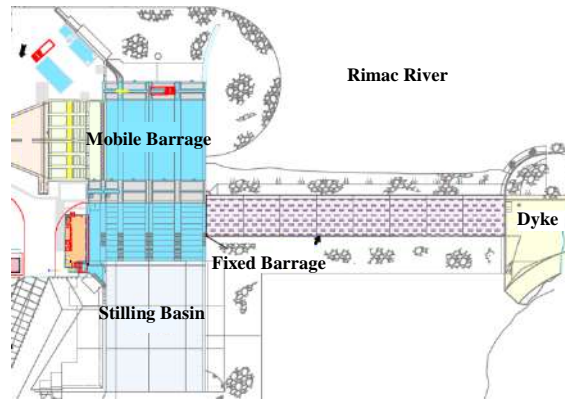 Rimac River
Mobile Barrage
Dyke
Fixed Barrage
Stilling Basin